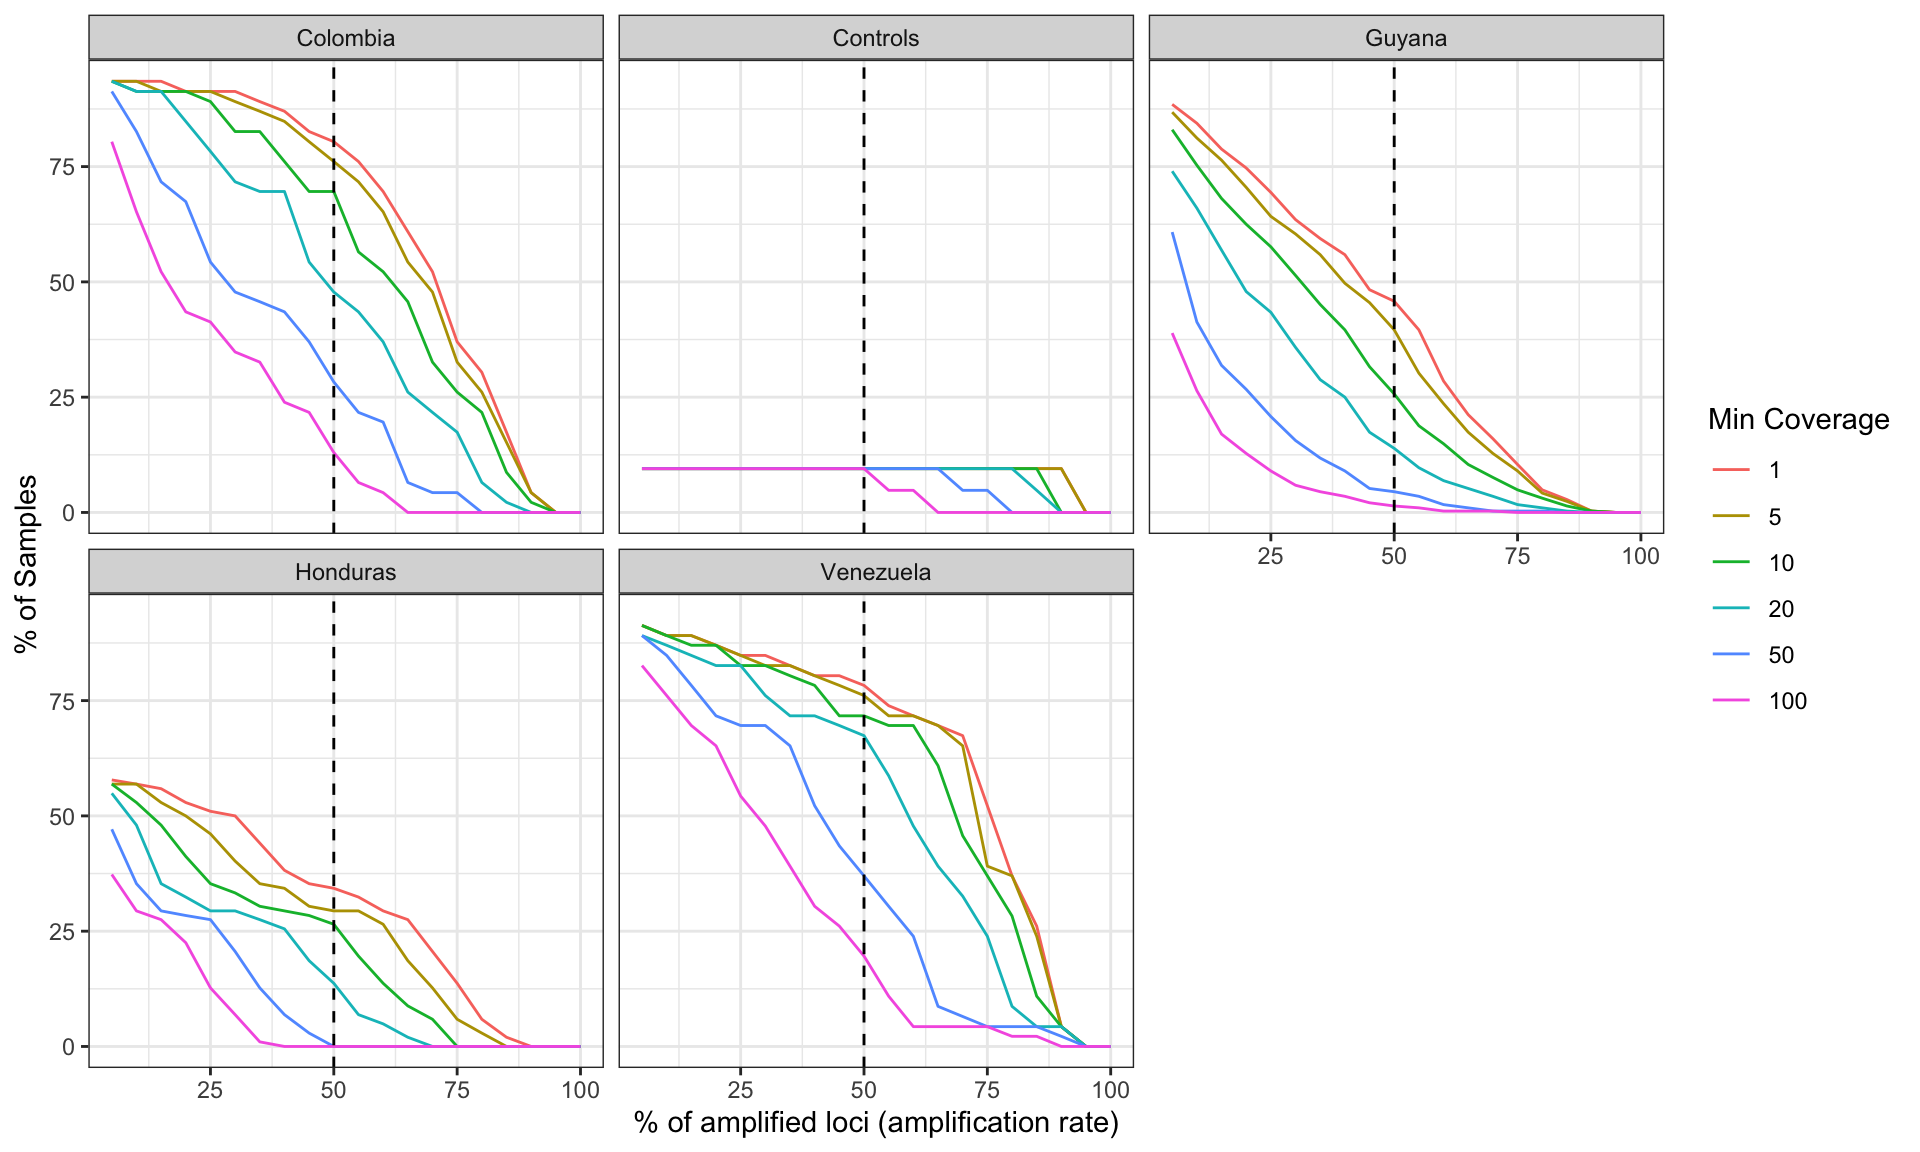 Colombia
Controls
Guyana
75
50
25
0
25 50 75 100
Honduras
Venezuela
75
50
25
0
25 50 75 100
25 50 75 100
% of Samples
% of amplified loci (amplification rate)
Min Coverage
1
5
10
20
50
100